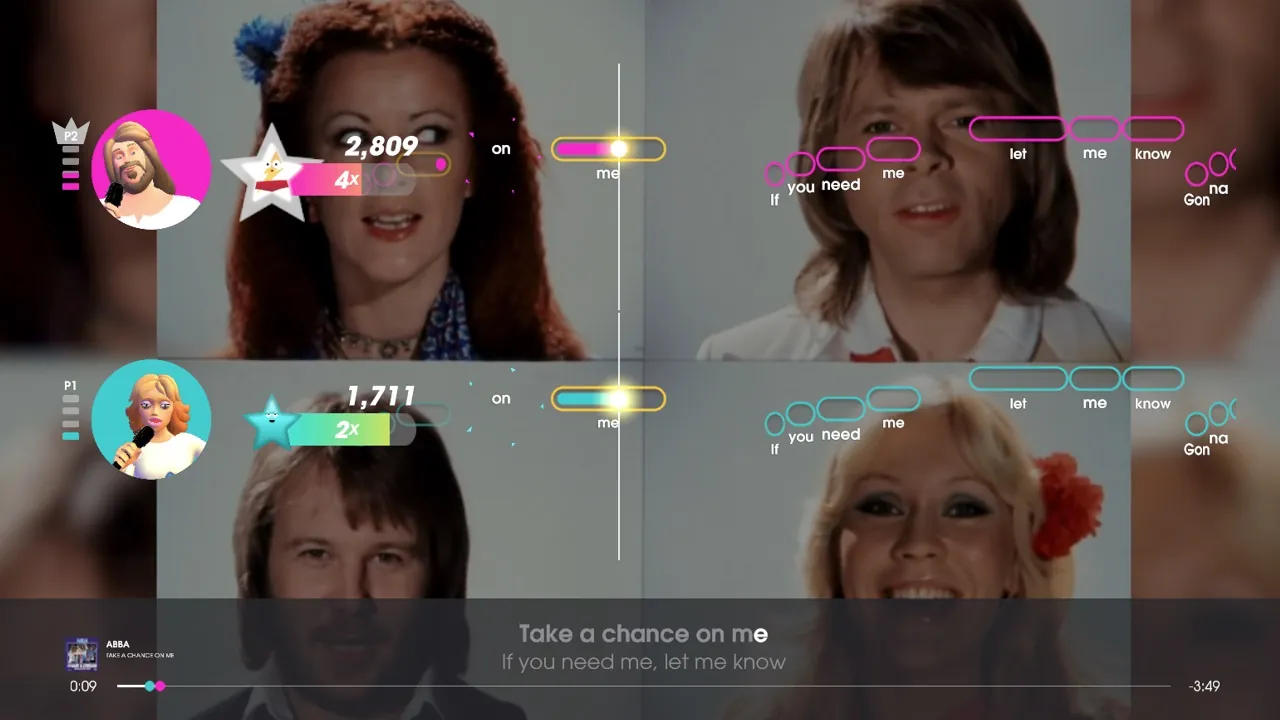 P2
2,809
4x
on
me
If
you
need
me
let
me
know
Gon
na
P1
1,711
2x
on
me
If
you
need
me
let
me
know
Gon
na
Take a chance on me
If you need me, let me know
ABBA
TAKE A CHANCE ON ME
0:09
-3:49